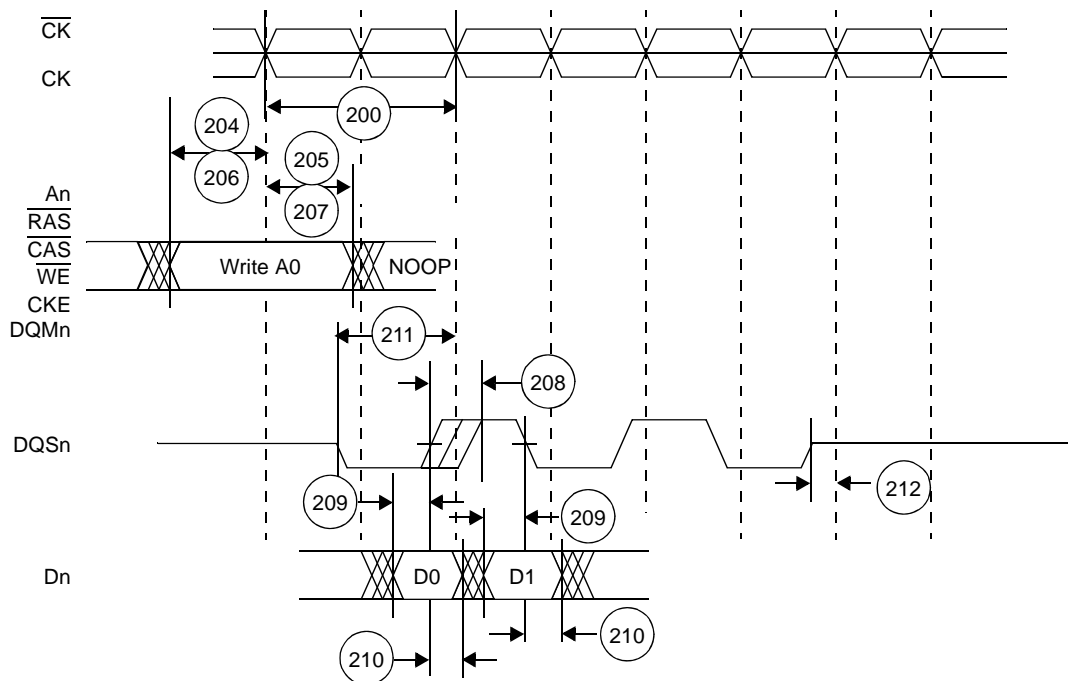 CK
CK
200
204
206
205
207
An
RAS
CAS
WE
CKE
DQMn
Write A0
NOOP
211
208
DQSn
212
209
209
Dn
D0
D1
210
210